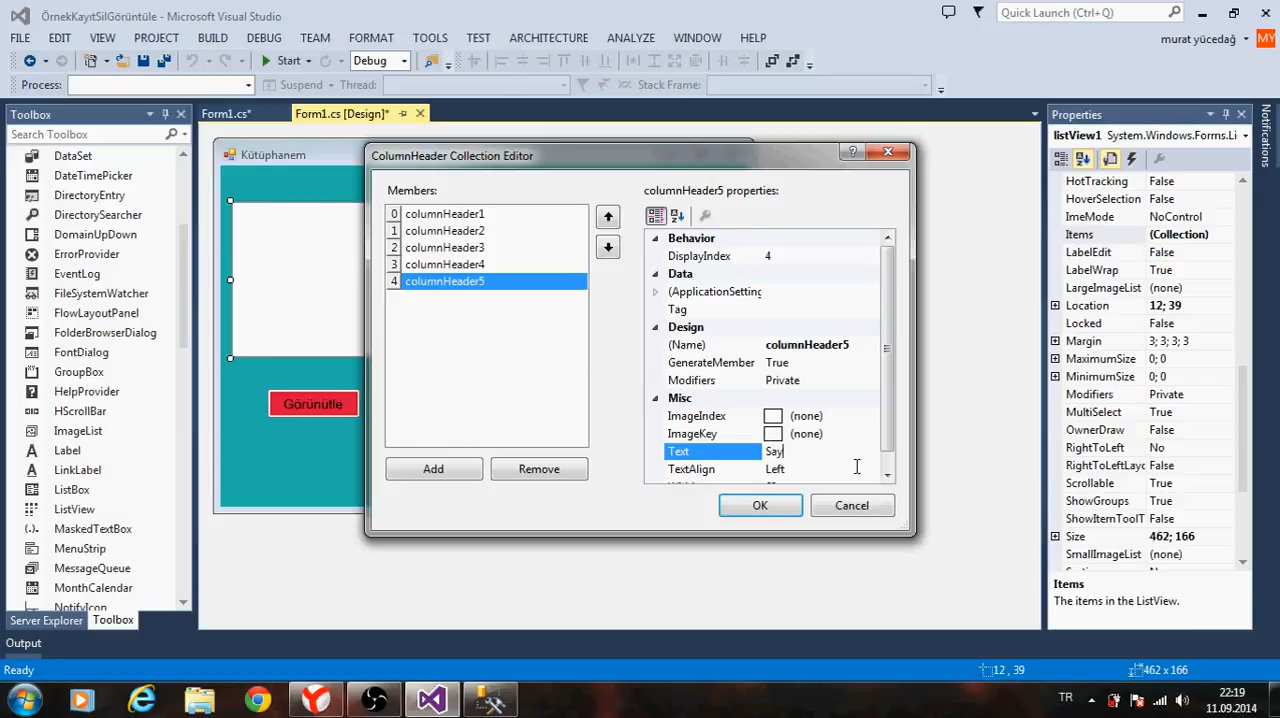 ÖrnekKayıtSilGörüntüle - Microsoft Visual Studio
Quick Launch (Ctrl+Q)
FILE EDIT VIEW PROJECT BUILD DEBUG TEAM FORMAT TOOLS TEST ARCHITECTURE ANALYZE WINDOW HELP
murat yücedağ MY
Start Debug
Process: Suspend Thread: Stack Frame:
Toolbox
Search Toolbox
DataSet
DateTimePicker
DirectoryEntry
DirectorySearcher
DomainUpDown
ErrorProvider
EventLog
FileSystemWatcher
FlowLayoutPanel
FolderBrowserDialog
FontDialog
GroupBox
HelpProvider
HScrollBar
ImageList
Label
LinkLabel
ListBox
ListView
MaskedTextBox
MenuStrip
MessageQueue
MonthCalendar
NotifyIcon
Server Explorer Toolbox
Output
Form1.cs* Form1.cs [Design]*
Kütüphanem
Görünütle
ColumnHeader Collection Editor
Members:
0 columnHeader1
1 columnHeader2
2 columnHeader3
3 columnHeader4
4 columnHeader5
Add Remove
columnHeader5 properties:
Behavior
DisplayIndex 4
Data
(ApplicationSetting
Tag
Design
(Name) columnHeader5
GenerateMember True
Modifiers Private
Misc
ImageIndex (none)
ImageKey (none)
Text Say
TextAlign Left
OK Cancel
Properties
listView1 System.Windows.Forms.Li
HotTracking False
HoverSelection False
ImeMode NoControl
Items (Collection)
LabelEdit False
LabelWrap True
LargeImageList (none)
Location 12; 39
Locked False
Margin 3; 3; 3; 3
MaximumSize 0; 0
MinimumSize 0; 0
Modifiers Private
MultiSelect True
OwnerDraw False
RightToLeft No
RightToLeftLayo False
Scrollable True
ShowGroups True
ShowItemToolT False
Size 462; 166
SmallImageList (none)
Items
The items in the ListView.
Notifications
Ready 12 , 39 462 x 166
TR 22:19
11.09.2014